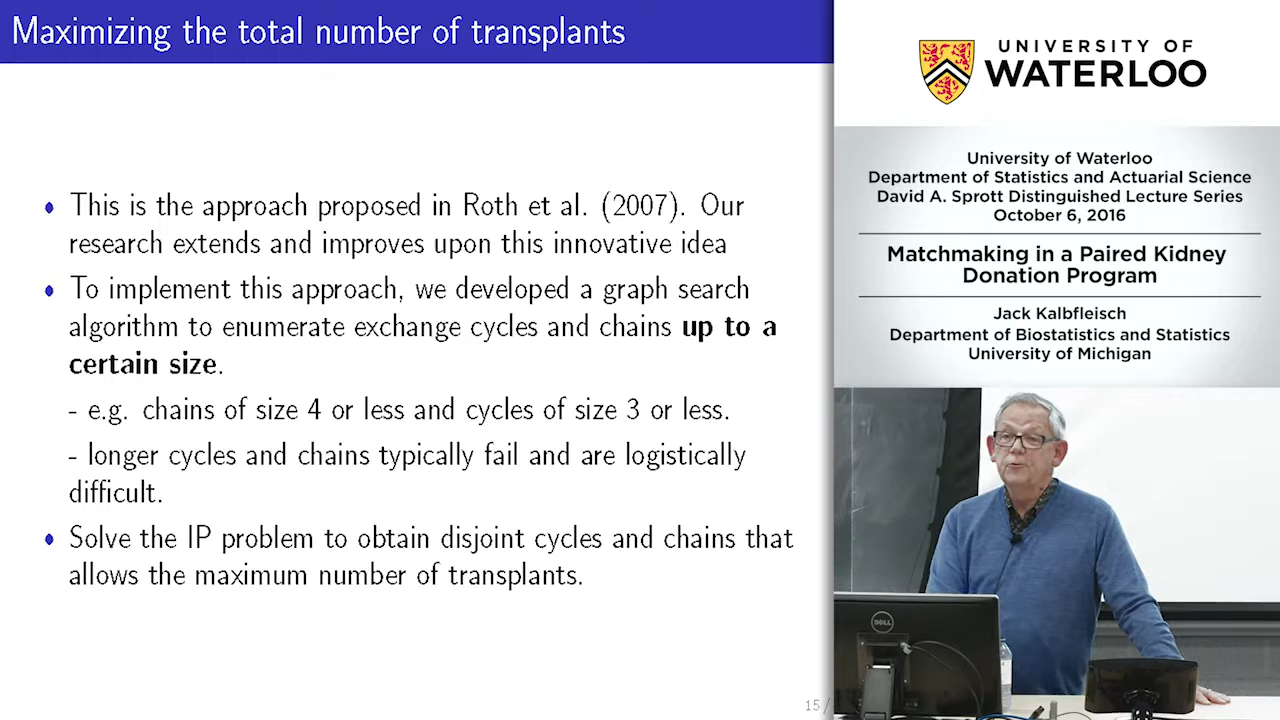 Maximizing the total number of transplants
• This is the approach proposed in Roth et al. (2007). Our
research extends and improves upon this innovative idea
• To implement this approach, we developed a graph search
algorithm to enumerate exchange cycles and chains up to a
certain size.
- e.g. chains of size 4 or less and cycles of size 3 or less.
- longer cycles and chains typically fail and are logistically
difficult.
• Solve the IP problem to obtain disjoint cycles and chains that
allows the maximum number of transplants.
15/
UNIVERSITY OF
WATERLOO
University of Waterloo
Department of Statistics and Actuarial Science
David A. Sprott Distinguished Lecture Series
October 6, 2016
Matchmaking in a Paired Kidney
Donation Program
Jack Kalbfleisch
Department of Biostatistics and Statistics
University of Michigan
DELL